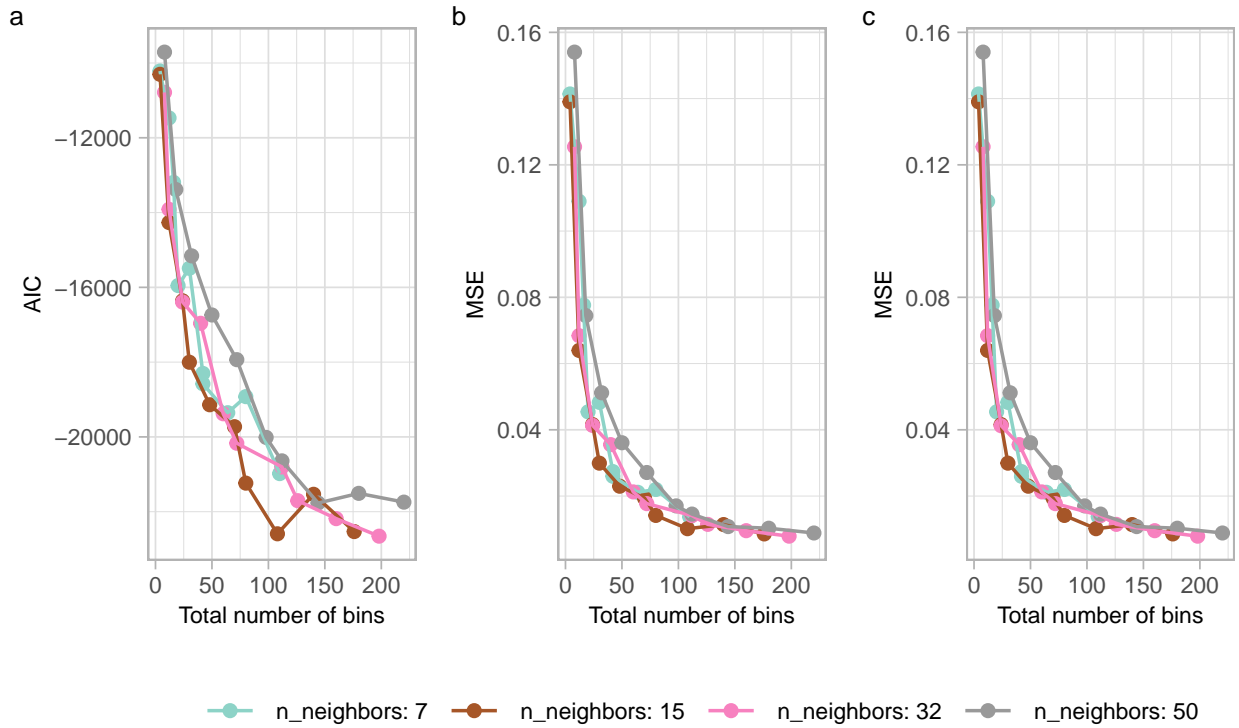 a
b
c
−12000
−16000
−20000
AIC
0 50 100 150 200
Total number of bins
0.16
0.12
0.08
0.04
MSE
0 50 100 150 200
Total number of bins
0.16
0.12
0.08
0.04
MSE
0 50 100 150 200
Total number of bins
n_neighbors: 7 n_neighbors: 15 n_neighbors: 32 n_neighbors: 50